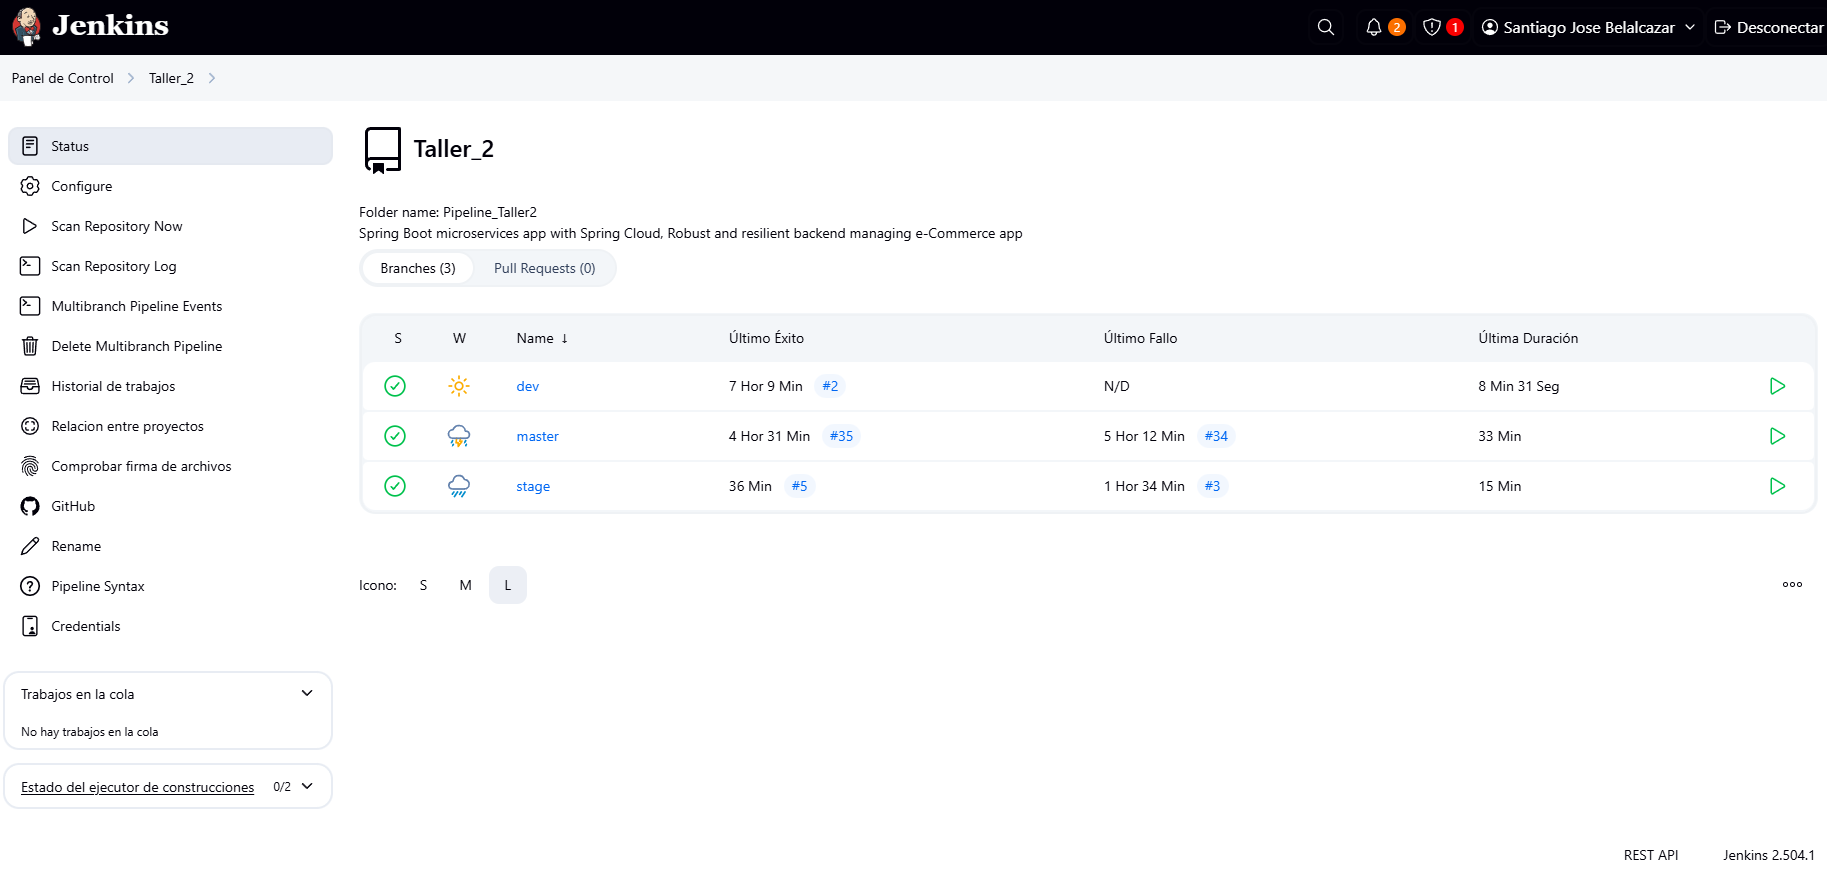 Jenkins
2
1
Santiago Jose Belalcazar
Desconectar
Panel de Control
Taller_2
Status
Configure
Scan Repository Now
Scan Repository Log
Multibranch Pipeline Events
Delete Multibranch Pipeline
Historial de trabajos
Relacion entre proyectos
Comprobar firma de archivos
GitHub
Rename
Pipeline Syntax
Credentials
Trabajos en la cola
No hay trabajos en la cola
Estado del ejecutor de construcciones 0/2
Taller_2
Folder name: Pipeline_Taller2
Spring Boot microservices app with Spring Cloud, Robust and resilient backend managing e-Commerce app
Branches (3) Pull Requests (0)
S W Name ↓ Último Éxito Último Fallo Última Duración
dev 7 Hor 9 Min #2 N/D 8 Min 31 Seg
master 4 Hor 31 Min #35 5 Hor 12 Min #34 33 Min
stage 36 Min #5 1 Hor 34 Min #3 15 Min
Icono: S M L
REST API Jenkins 2.504.1